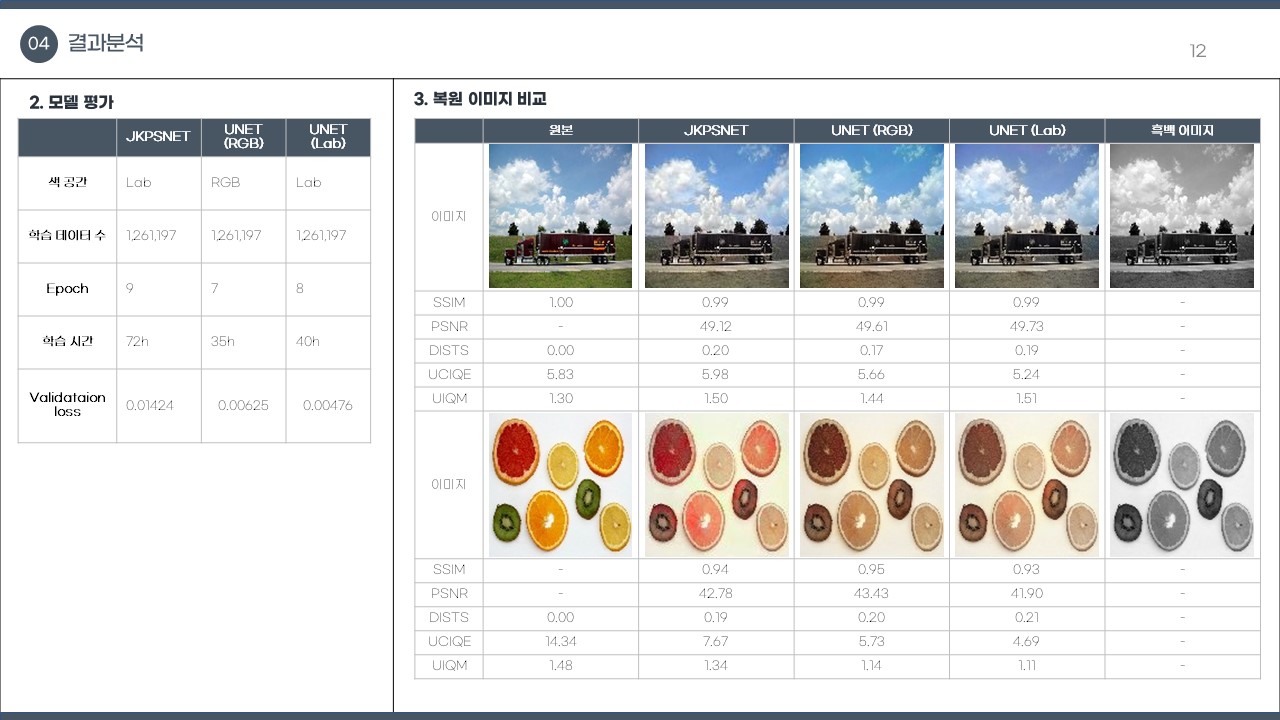 04 결과분석
12
2. 모델 평가
JKPSNET UNET (RGB) UNET (Lab)
색 공간 Lab RGB Lab
학습 데이터 수 1,261,197 1,261,197 1,261,197
Epoch 9 7 8
학습 시간 72h 35h 40h
Validataion loss 0.01424 0.00625 0.00476
3. 복원 이미지 비교
원본 JKPSNET UNET (RGB) UNET (Lab) 흑백 이미지
이미지
SSIM 1.00 0.99 0.99 0.99 -
PSNR - 49.12 49.61 49.73 -
DISTS 0.00 0.20 0.17 0.19 -
UCIQE 5.83 5.98 5.66 5.24 -
UIQM 1.30 1.50 1.44 1.51 -
이미지
SSIM - 0.94 0.95 0.93 -
PSNR - 42.78 43.43 41.90 -
DISTS 0.00 0.19 0.20 0.21 -
UCIQE 14.34 7.67 5.73 4.69 -
UIQM 1.48 1.34 1.14 1.11 -